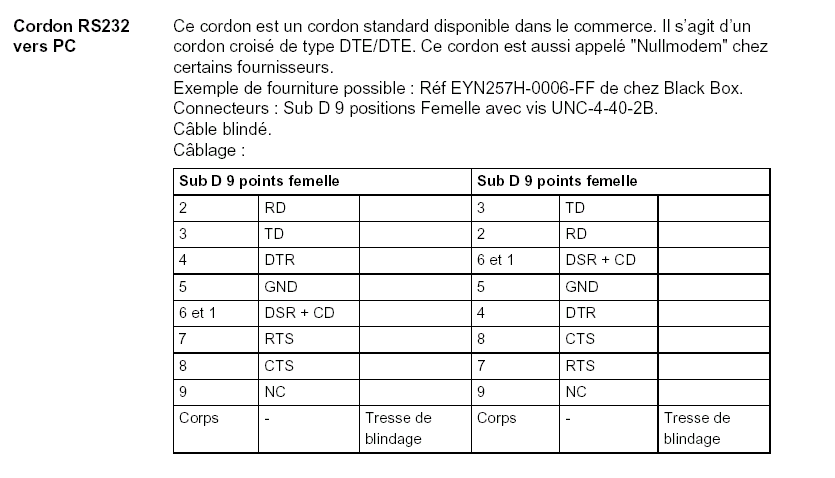 Cordon RS232 vers PC
Ce cordon est un cordon standard disponible dans le commerce. Il s'agit d'un
cordon croisé de type DTE/DTE. Ce cordon est aussi appelé "Nullmodem" chez
certains fournisseurs.
Exemple de fourniture possible : Réf EYN257H-0006-FF de chez Black Box.
Connecteurs : Sub D 9 positions Femelle avec vis UNC-4-40-2B.
Câble blindé.
Câblage :
Sub D 9 points femelle Sub D 9 points femelle
2 RD 3 TD
3 TD 2 RD
4 DTR 6 et 1 DSR + CD
5 GND 5 GND
6 et 1 DSR + CD 4 DTR
7 RTS 8 CTS
8 CTS 7 RTS
9 NC 9 NC
Corps - Tresse de blindage Corps - Tresse de blindage